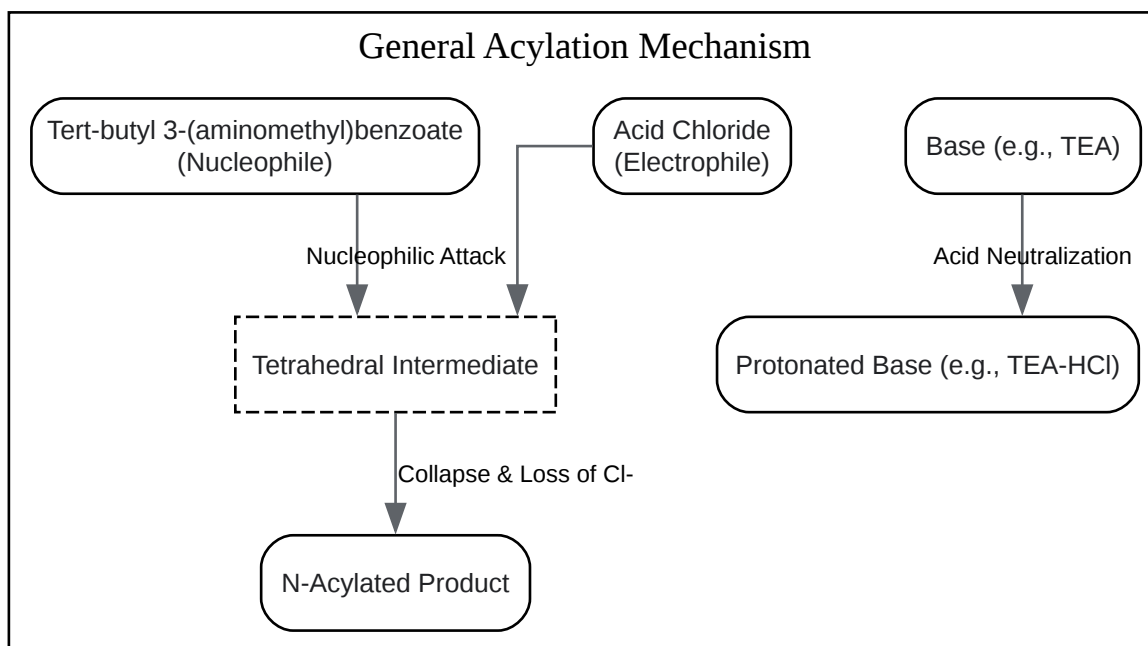 General Acylation Mechanism
Tert-butyl 3-(aminomethyl)benzoate
(Nucleophile)
Acid Chloride
(Electrophile)
Base (e.g., TEA)
Nucleophilic Attack
Acid Neutralization
Tetrahedral Intermediate
Protonated Base (e.g., TEA-HCl)
Collapse & Loss of Cl-
N-Acylated Product